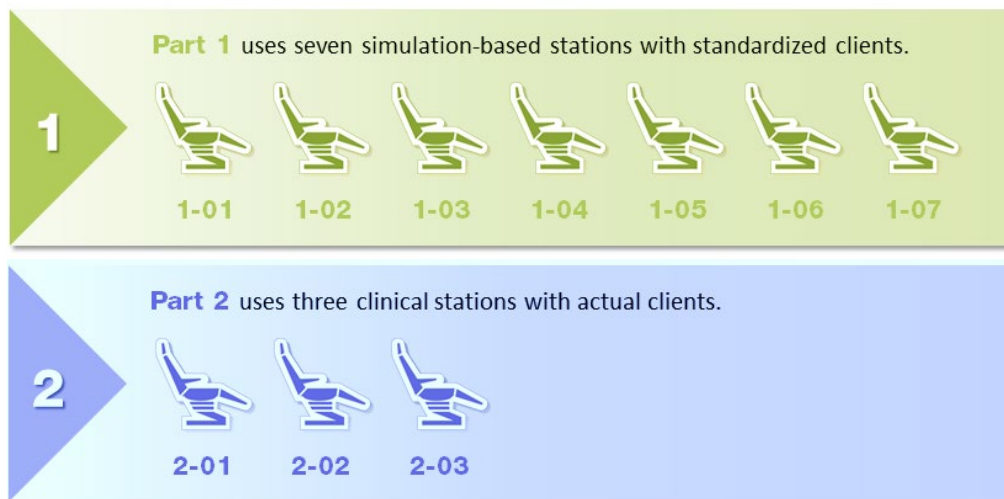 Part 1 uses seven simulation-based stations with standardized clients.
1
1-01 1-02 1-03 1-04 1-05 1-06 1-07
Part 2 uses three clinical stations with actual clients.
2
2-01 2-02 2-03